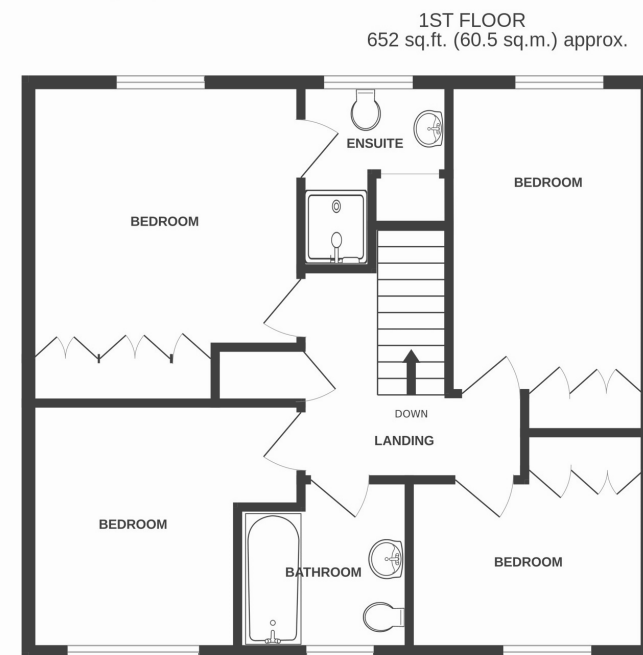 1ST FLOOR
652 sq.ft. (60.5 sq.m.) approx.
ENSUITE
BEDROOM
BEDROOM
DOWN
LANDING
BEDROOM
BEDROOM
BATHROOM